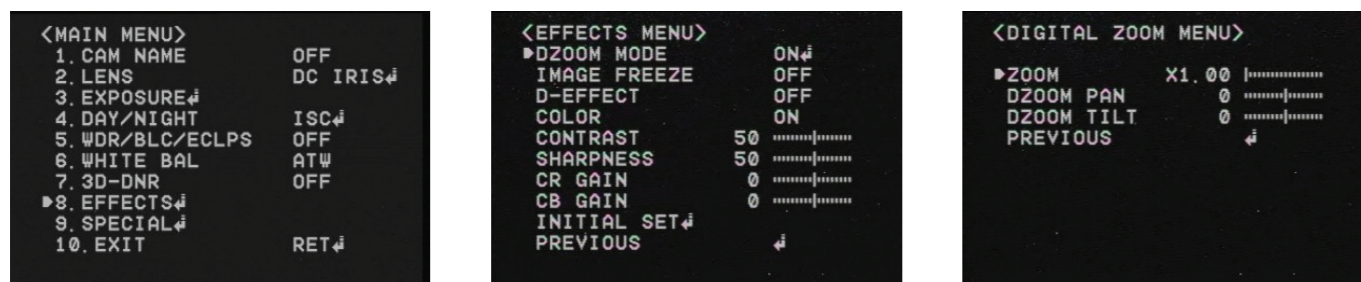 <MAIN MENU>
1. CAM NAME OFF
2. LENS DC IRIS↲
3. EXPOSURE↲
4. DAY/NIGHT ISC↲
5. WDR/BLC/ECLPS OFF
6. WHITE BAL ATW
7. 3D-DNR OFF
8. EFFECTS↲
9. SPECIAL↲
10. EXIT RET↲
<EFFECTS MENU>
DZOOM MODE ON↲
IMAGE FREEZE OFF
D-EFFECT OFF
COLOR ON
CONTRAST 50
SHARPNESS 50
CR GAIN 0
CB GAIN 0
INITIAL SET↲
PREVIOUS ↲
<DIGITAL ZOOM MENU>
ZOOM X1.00
DZOOM PAN 0
DZOOM TILT 0
PREVIOUS ↲